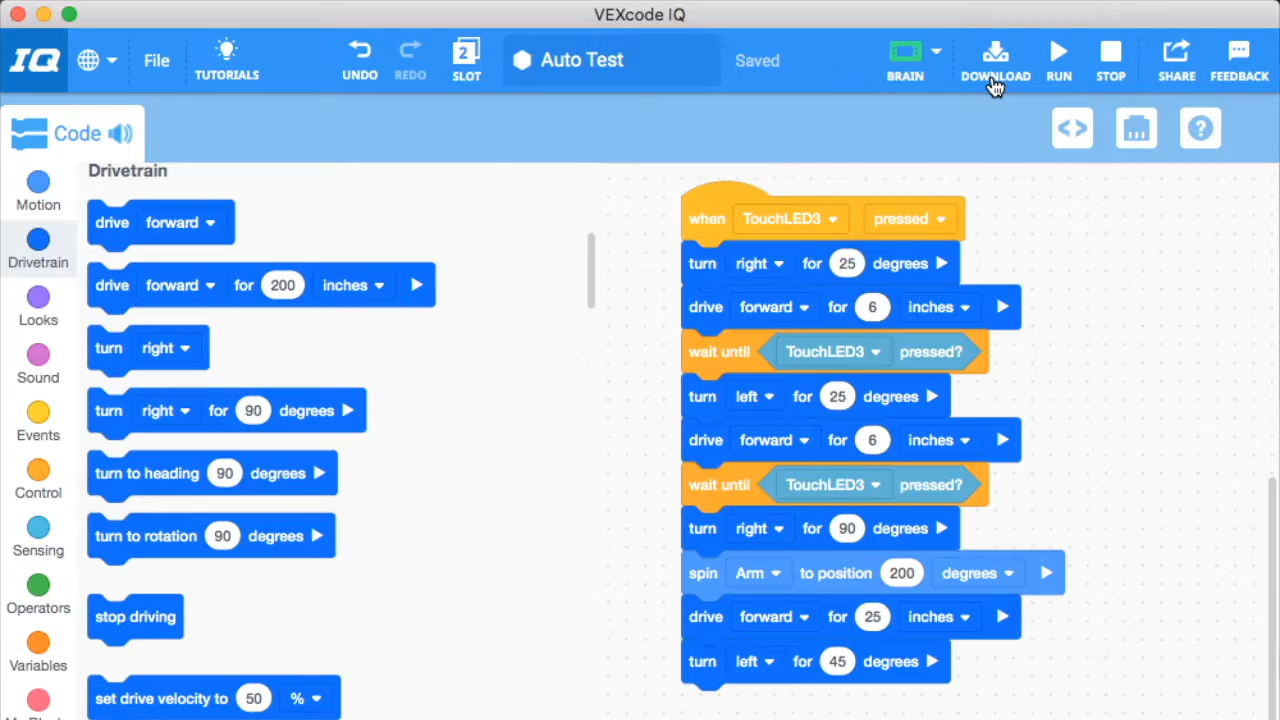 VEXcode IQ
IQ File TUTORIALS UNDO REDO 2 SLOT Auto Test Saved BRAIN DOWNLOAD RUN STOP SHARE FEEDBACK
Code
Motion
Drivetrain
Looks
Sound
Events
Control
Sensing
Operators
Variables
Drivetrain
drive forward
drive forward for 200 inches
turn right
turn right for 90 degrees
turn to heading 90 degrees
turn to rotation 90 degrees
stop driving
set drive velocity to 50 %
when TouchLED3 pressed
turn right for 25 degrees
drive forward for 6 inches
wait until TouchLED3 pressed?
turn left for 25 degrees
drive forward for 6 inches
wait until TouchLED3 pressed?
turn right for 90 degrees
spin Arm to position 200 degrees
drive forward for 25 inches
turn left for 45 degrees